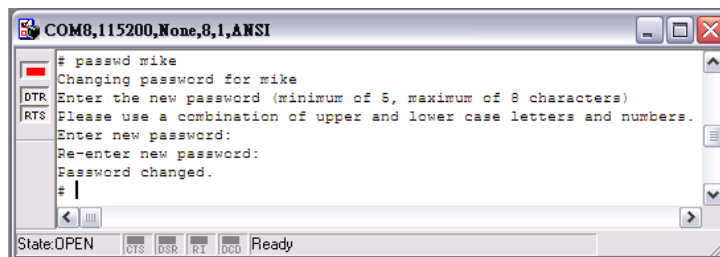 COM8,115200,None,8,1,ANSI
# passwd mike
Changing password for mike
Enter the new password (minimum of 5, maximum of 8 characters)
Please use a combination of upper and lower case letters and numbers.
Enter new password:
Re-enter new password:
Password changed.
#
DTR
RTS
State:OPEN CTS DSR RI DCD Ready